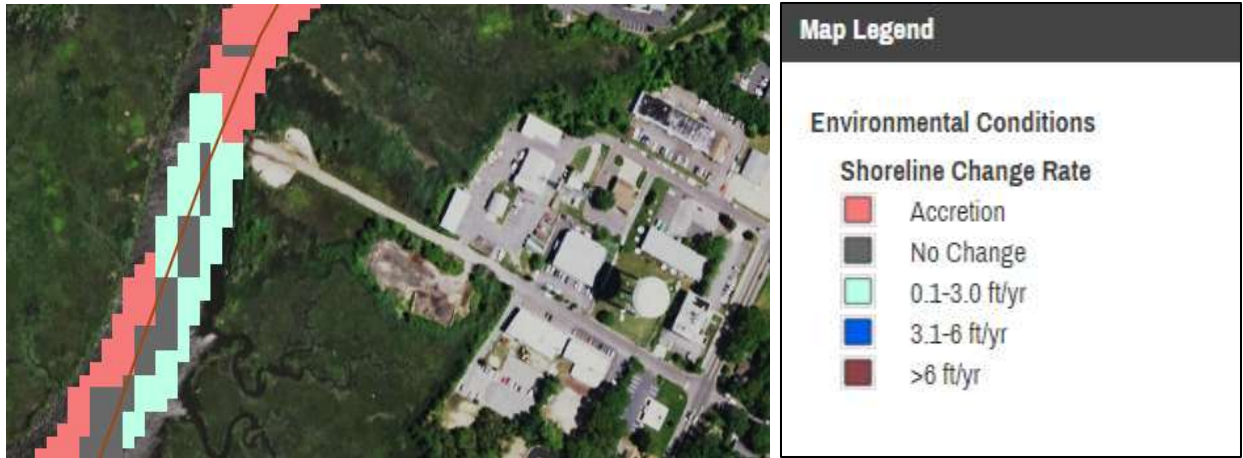 Map Legend
Environmental Conditions
Shoreline Change Rate
Accretion
No Change
0.1-3.0 ft/yr
3.1-6 ft/yr
>6 ft/yr